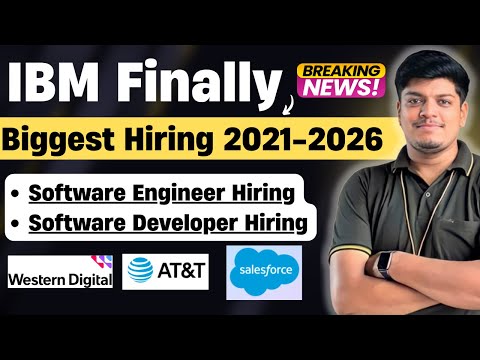 IBM Finally
BREAKING
NEWS!
Biggest Hiring 2021-2026
• Software Engineer Hiring
• Software Developer Hiring
Western Digital
AT&T
salesforce